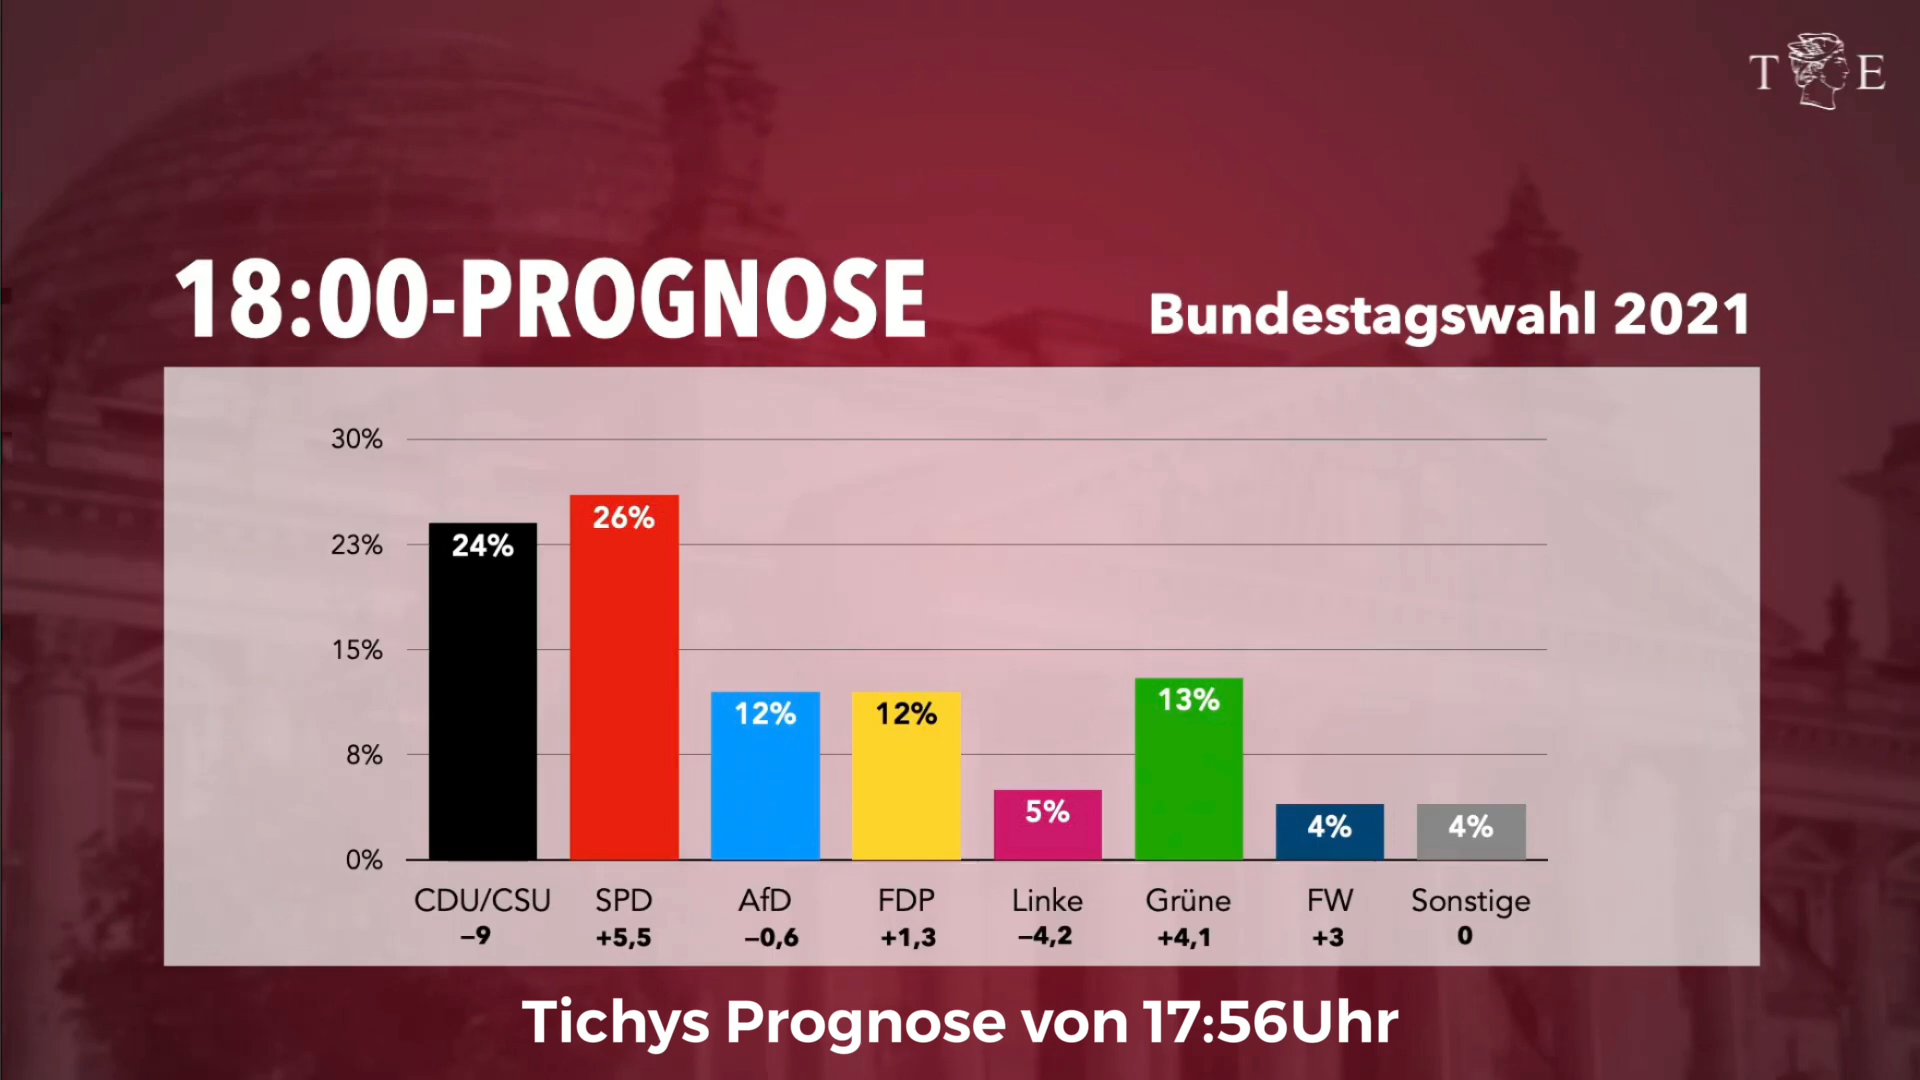 T E
18:00-PROGNOSE
Bundestagswahl 2021
30%
23%
15%
8%
0%
24%
26%
12%
12%
5%
13%
4%
4%
CDU/CSU SPD AfD FDP Linke Grüne FW Sonstige
−9 +5,5 −0,6 +1,3 −4,2 +4,1 +3 0
Tichys Prognose von 17:56Uhr